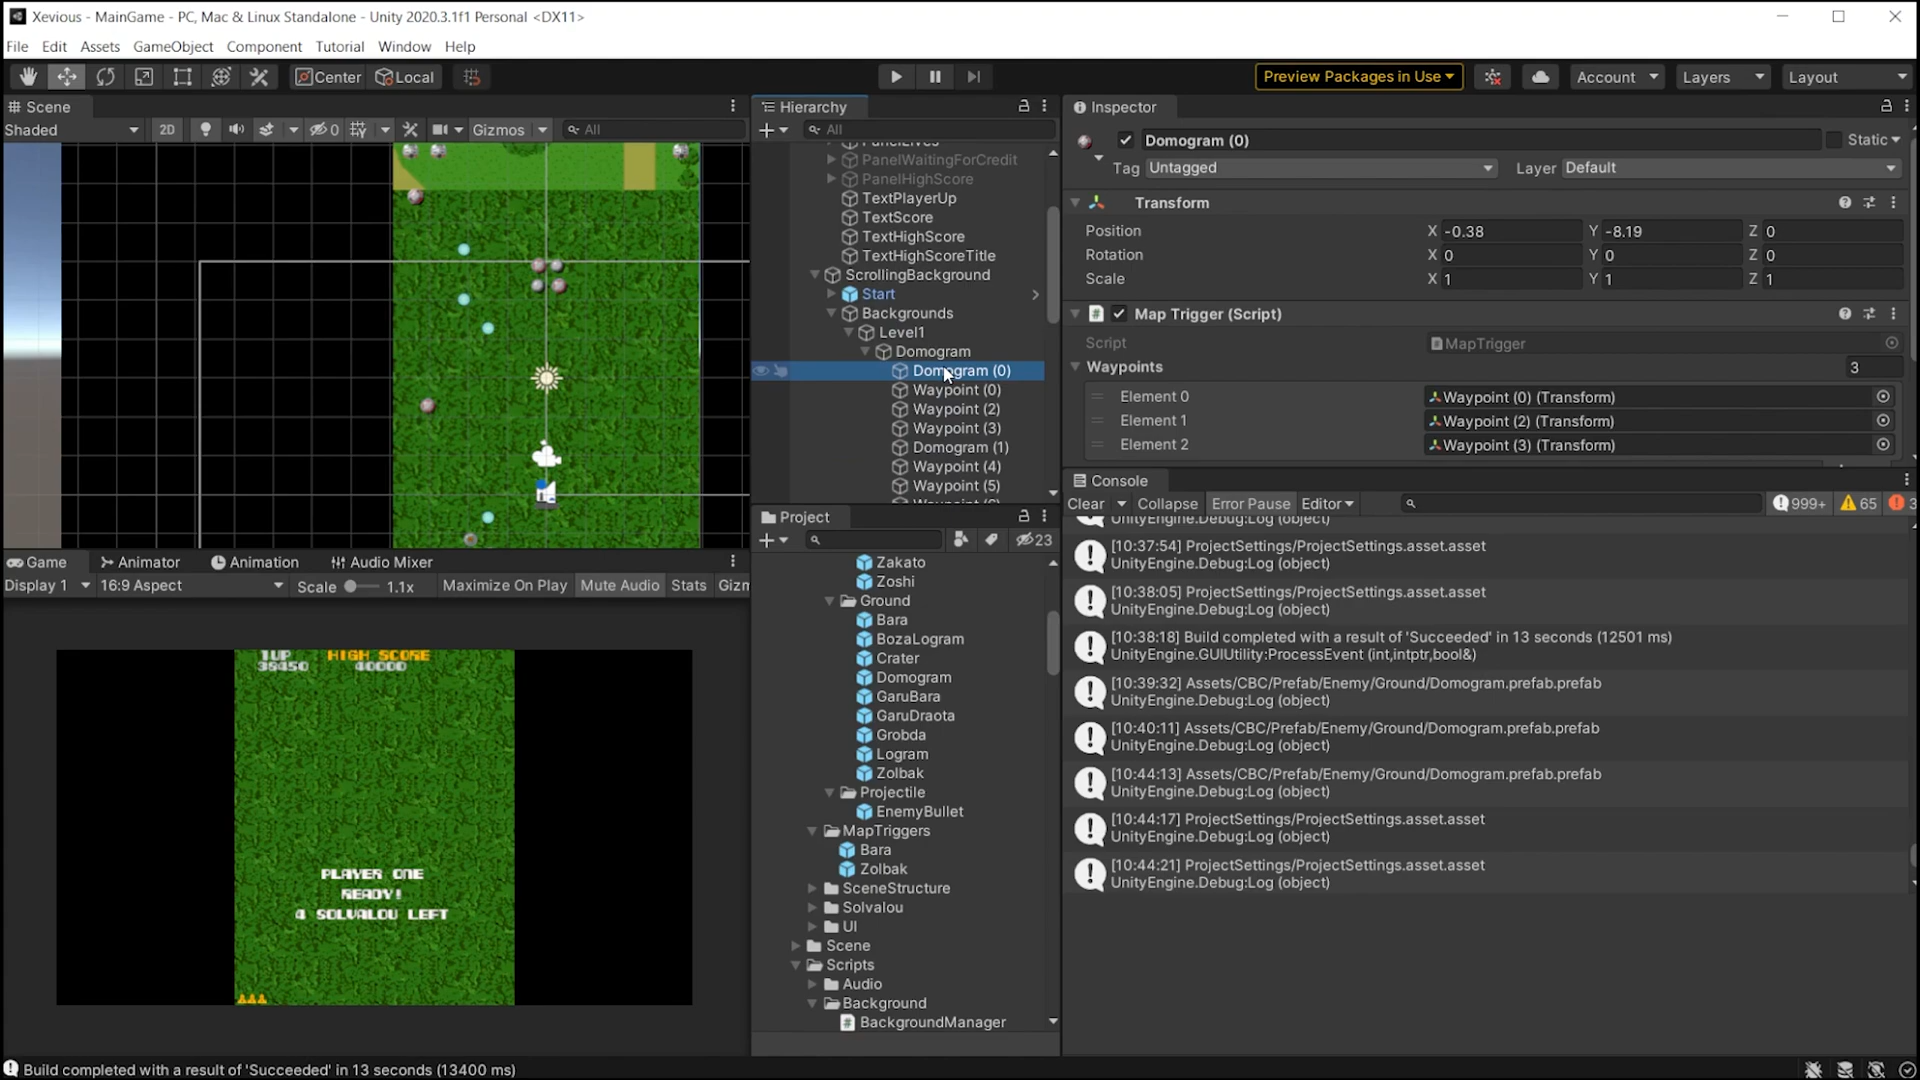 Xevious - MainGame - PC, Mac & Linux Standalone - Unity 2020.3.1f1 Personal <DX11>
File Edit Assets GameObject Component Tutorial Window Help
Center Local Preview Packages in Use Account Layers Layout
Scene
Shaded 2D 0 Gizmos All
Hierarchy
All
PanelLives
PanelWaitingForCredit
PanelHighScore
TextPlayerUp
TextScore
TextHighScore
TextHighScoreTitle
ScrollingBackground
Start
Backgrounds
Level1
Domogram
Domogram (0)
Waypoint (0)
Waypoint (2)
Waypoint (3)
Domogram (1)
Waypoint (4)
Waypoint (5)
Inspector
Domogram (0) Static
Tag Untagged Layer Default
Transform
Position X -0.38 Y -8.19 Z 0
Rotation X 0 Y 0 Z 0
Scale X 1 Y 1 Z 1
Map Trigger (Script)
Script MapTrigger
Waypoints 3
Element 0 Waypoint (0) (Transform)
Element 1 Waypoint (2) (Transform)
Element 2 Waypoint (3) (Transform)
Game Animator Animation Audio Mixer
Display 1 16:9 Aspect Scale 1.1x Maximize On Play Mute Audio Stats Gizm
1UP HIGH SCORE
39450 40000
PLAYER ONE
READY!
4 SOLVALOU LEFT
Project
23
Zakato
Zoshi
Ground
Bara
BozaLogram
Crater
Domogram
GaruBara
GaruDraota
Grobda
Logram
Zolbak
Projectile
EnemyBullet
MapTriggers
Bara
Zolbak
SceneStructure
Solvalou
UI
Scene
Scripts
Audio
Background
BackgroundManager
Console
Clear Collapse Error Pause Editor 999+ 65 3
UnityEngine.Debug:Log (object)
[10:37:54] ProjectSettings/ProjectSettings.asset.asset
UnityEngine.Debug:Log (object)
[10:38:05] ProjectSettings/ProjectSettings.asset.asset
UnityEngine.Debug:Log (object)
[10:38:18] Build completed with a result of 'Succeeded' in 13 seconds (12501 ms)
UnityEngine.GUIUtility:ProcessEvent (int,intptr,bool&)
[10:39:32] Assets/CBC/Prefab/Enemy/Ground/Domogram.prefab.prefab
UnityEngine.Debug:Log (object)
[10:40:11] Assets/CBC/Prefab/Enemy/Ground/Domogram.prefab.prefab
UnityEngine.Debug:Log (object)
[10:44:13] Assets/CBC/Prefab/Enemy/Ground/Domogram.prefab.prefab
UnityEngine.Debug:Log (object)
[10:44:17] ProjectSettings/ProjectSettings.asset.asset
UnityEngine.Debug:Log (object)
[10:44:21] ProjectSettings/ProjectSettings.asset.asset
UnityEngine.Debug:Log (object)
Build completed with a result of 'Succeeded' in 13 seconds (13400 ms)